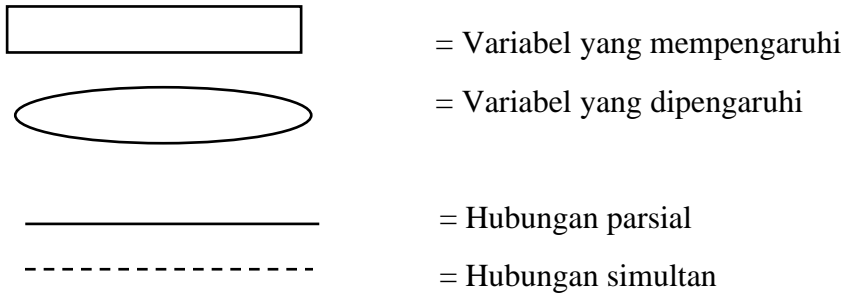 = Variabel yang mempengaruhi
= Variabel yang dipengaruhi
= Hubungan parsial
= Hubungan simultan